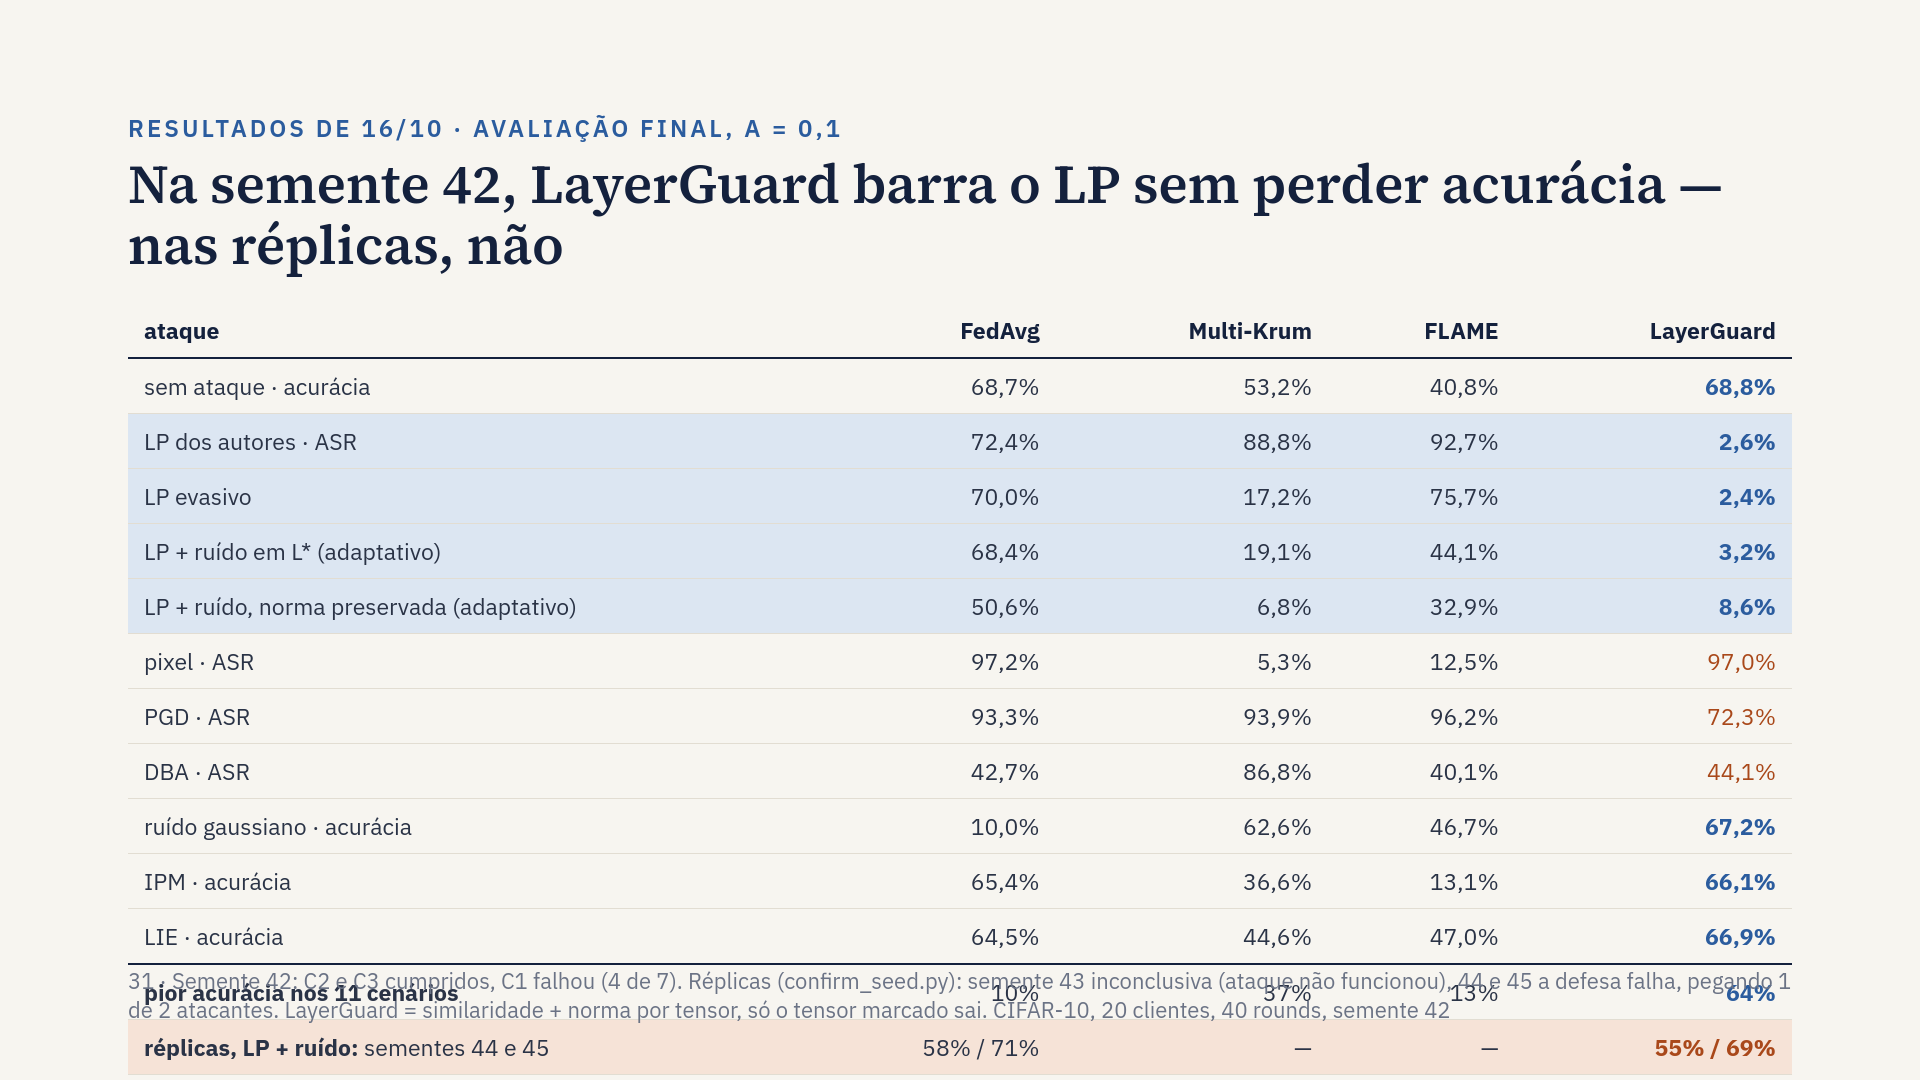 RESULTADOS DE 16/10 · AVALIAÇÃO FINAL, A = 0,1
Na semente 42, LayerGuard barra o LP sem perder acurácia —
nas réplicas, não
ataque FedAvg Multi-Krum FLAME LayerGuard
sem ataque · acurácia 68,7% 53,2% 40,8% 68,8%
LP dos autores · ASR 72,4% 88,8% 92,7% 2,6%
LP evasivo 70,0% 17,2% 75,7% 2,4%
LP + ruído em L* (adaptativo) 68,4% 19,1% 44,1% 3,2%
LP + ruído, norma preservada (adaptativo) 50,6% 6,8% 32,9% 8,6%
pixel · ASR 97,2% 5,3% 12,5% 97,0%
PGD · ASR 93,3% 93,9% 96,2% 72,3%
DBA · ASR 42,7% 86,8% 40,1% 44,1%
ruído gaussiano · acurácia 10,0% 62,6% 46,7% 67,2%
IPM · acurácia 65,4% 36,6% 13,1% 66,1%
LIE · acurácia 64,5% 44,6% 47,0% 66,9%
31 · Semente 42: C2 e C3 cumpridos, C1 falhou (4 de 7). Réplicas (confirm_seed.py): semente 43 inconclusiva (ataque não funcionou), 44 e 45 a defesa falha, pegando 1
pior acurácia nos 11 cenários 10% 37% 13% 64%
de 2 atacantes. LayerGuard = similaridade + norma por tensor, só o tensor marcado sai. CIFAR-10, 20 clientes, 40 rounds, semente 42
réplicas, LP + ruído: sementes 44 e 45 58% / 71% — — 55% / 69%